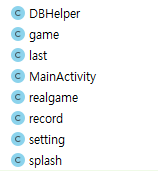 DBHelper
game
last
MainActivity
realgame
record
setting
splash